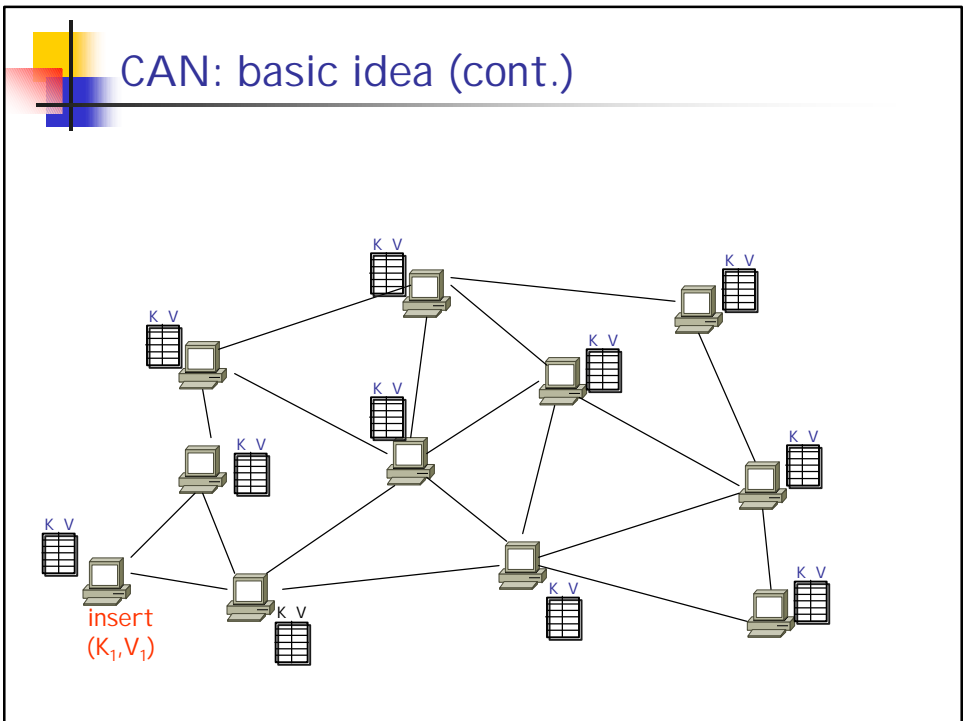 CAN: basic idea (cont.)
K V
K V
K V
K V
K V
K V
K V
K V
K V
K V
K V
insert
(K₁,V₁)